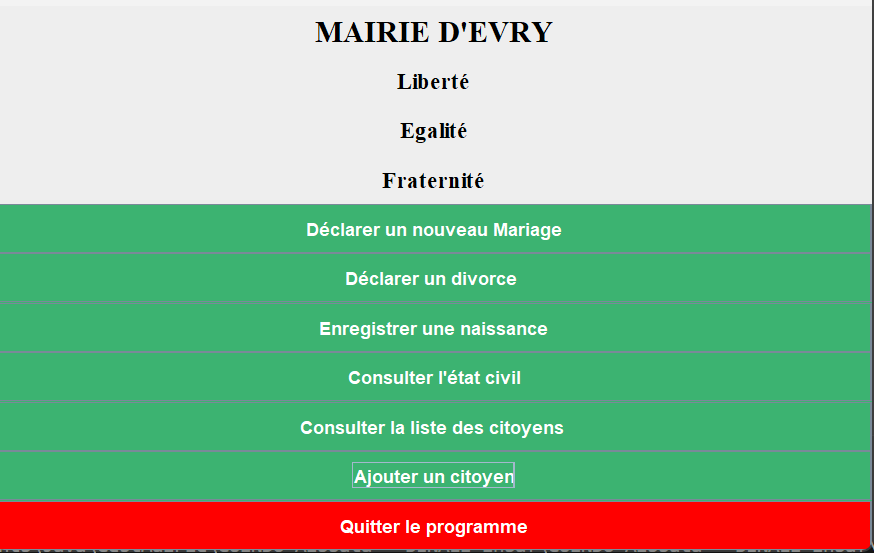 MAIRIE D'EVRY
Liberté
Egalité
Fraternité
Déclarer un nouveau Mariage
Déclarer un divorce
Enregistrer une naissance
Consulter l'état civil
Consulter la liste des citoyens
Ajouter un citoyen
Quitter le programme